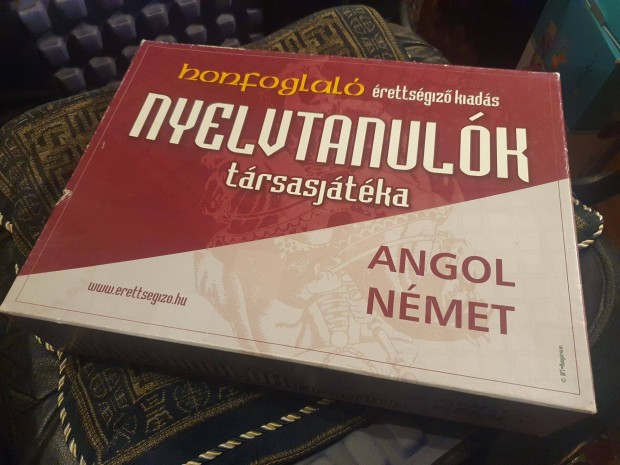 honfoglaló érettségiző kiadás
NYELVTANULÓK
társasjátéka
ANGOL
NÉMET
www.erettsegizo.hu